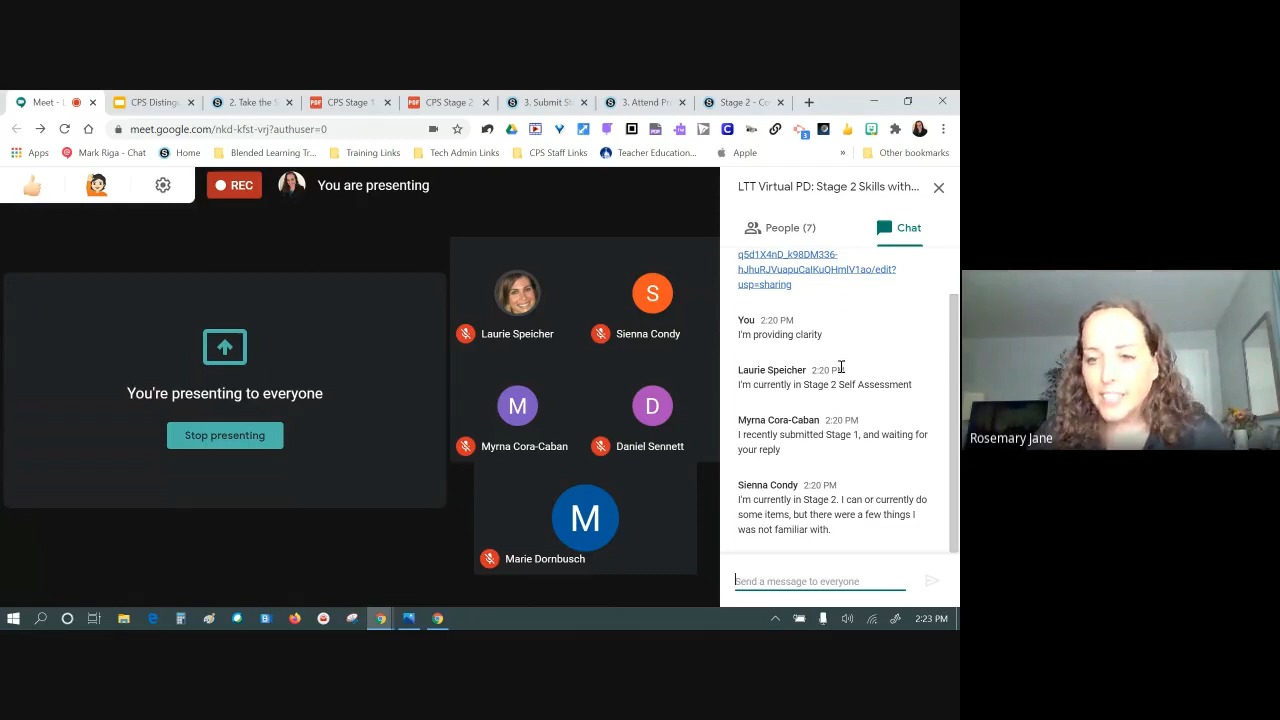 Meet - L
CPS Disting
2. Take the S
CPS Stage 1
CPS Stage 2
3. Submit St
3. Attend Pr
Stage 2 - Co
meet.google.com/nkd-kfst-vrj?authuser=0
Apps
Mark Riga - Chat
Home
Blended Learning Tr...
Training Links
Tech Admin Links
CPS Staff Links
Teacher Education...
Apple
»
Other bookmarks
REC
You are presenting
You're presenting to everyone
Stop presenting
Laurie Speicher
S
Sienna Condy
M
Myrna Cora-Caban
D
Daniel Sennett
M
Marie Dornbusch
LTT Virtual PD: Stage 2 Skills with...
People (7)
Chat
usp=sharing
You 2:20 PM
I'm providing clarity
Laurie Speicher 2:20 PM
I'm currently in Stage 2 Self Assessment
Myrna Cora-Caban 2:20 PM
I recently submitted Stage 1, and waiting for
your reply
Sienna Condy 2:20 PM
I'm currently in Stage 2. I can or currently do
some items, but there were a few things I
was not familiar with.
Send a message to everyone
2:23 PM
Rosemary Jane